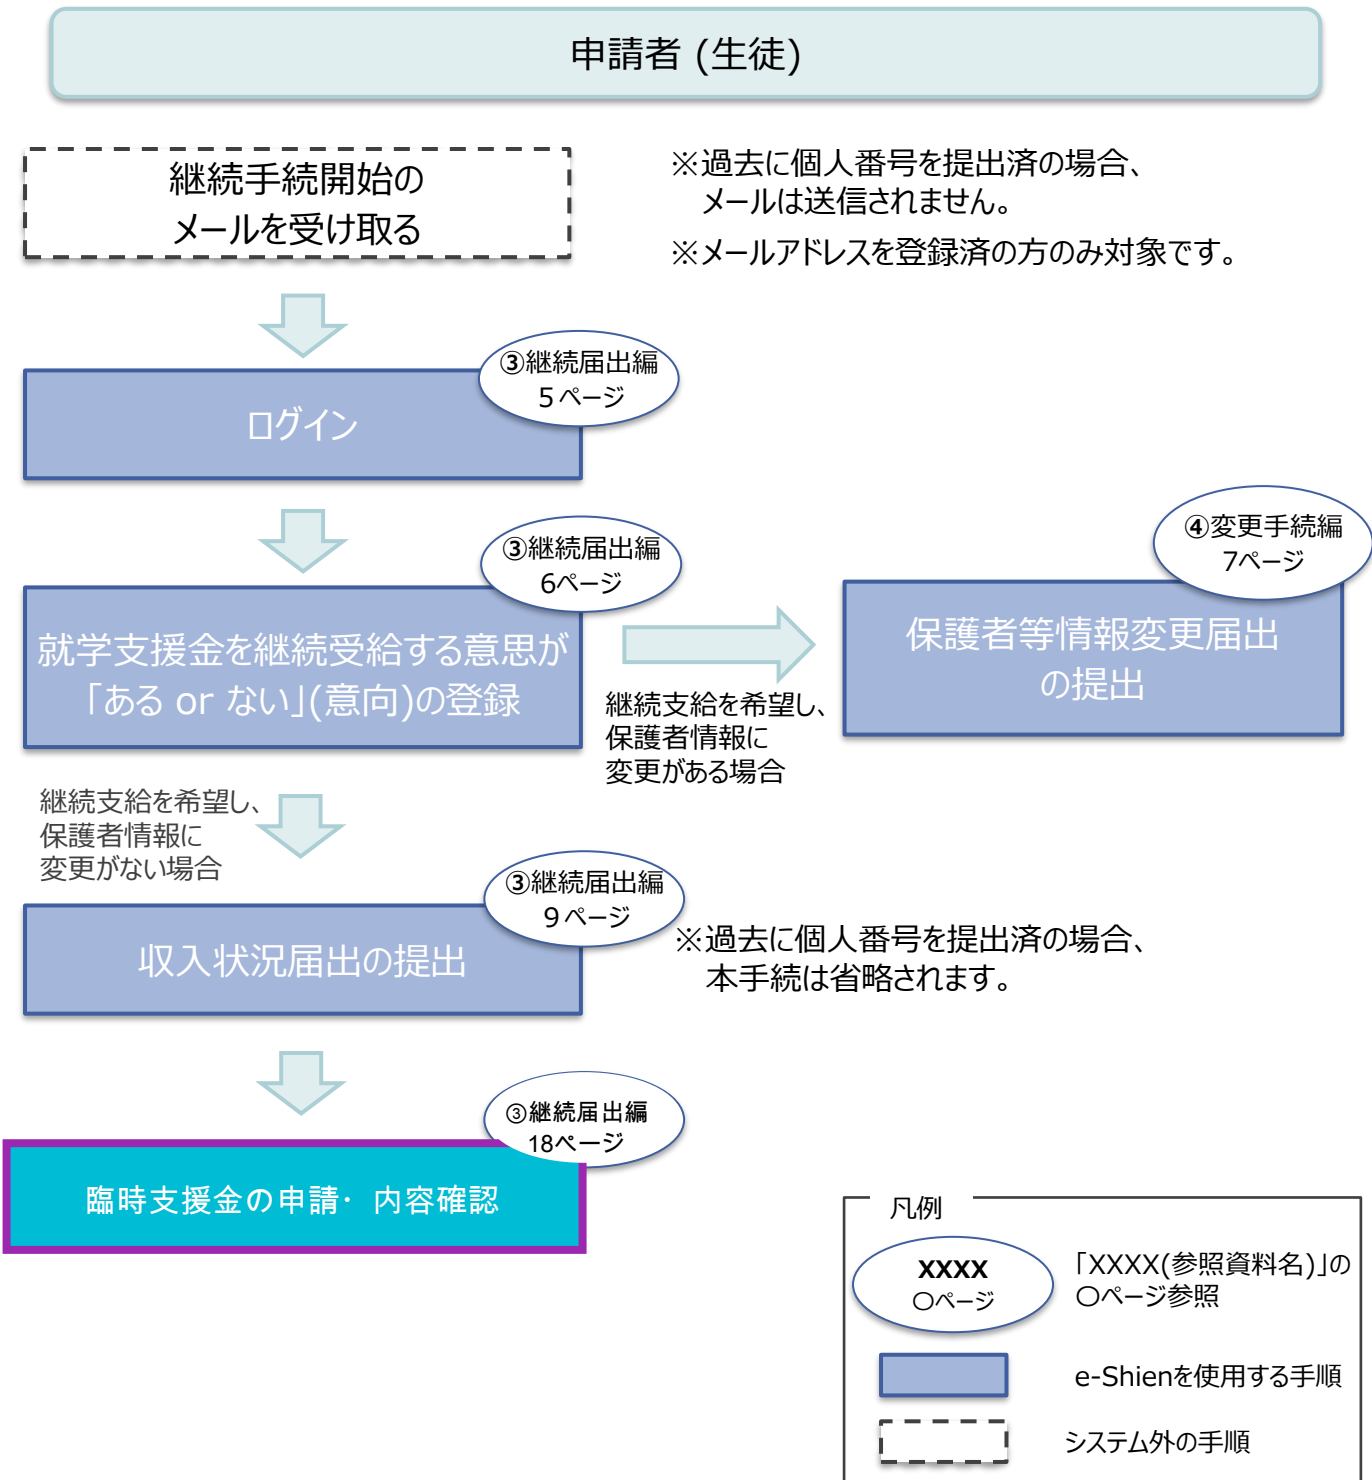 申請者 (生徒)
継続手続開始の
メールを受け取る
※過去に個人番号を提出済の場合、
メールは送信されません。
※メールアドレスを登録済の方のみ対象です。
③継続届出編
5 ページ
ログイン
③継続届出編
6ページ
就学支援金を継続受給する意思が
「ある or ない」(意向)の登録
継続支給を希望し、
保護者情報に
変更がある場合
④変更手続編
7ページ
保護者等情報変更届出
の提出
継続支給を希望し、
保護者情報に
変更がない場合
③継続届出編
9 ページ
収入状況届出の提出
※過去に個人番号を提出済の場合、
本手続は省略されます。
③継続届出編
18ページ
臨時支援金の申請・ 内容確認
凡例
XXXX
〇ページ
「XXXX(参照資料名)」の
〇ページ参照
e-Shienを使用する手順
システム外の手順